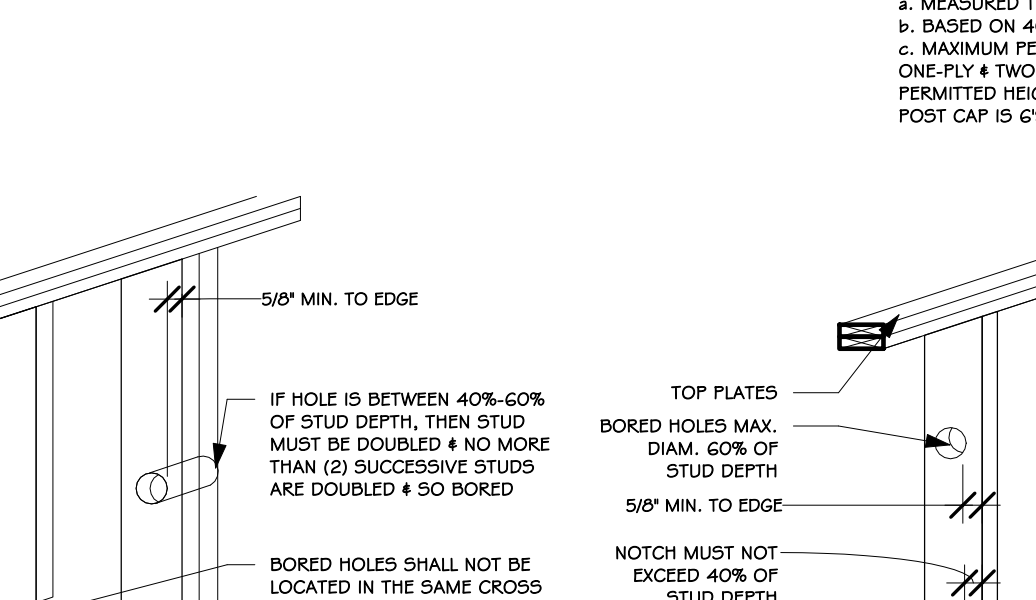 a. MEASURED
b. BASED ON
c. MAXIMUM
ONE-PLY & TWO
PERMITTED
POST CAP IS 6"
5/8" MIN. TO EDGE
IF HOLE IS BETWEEN 40%-60%
OF STUD DEPTH, THEN STUD
MUST BE DOUBLED & NO MORE
THAN (2) SUCCESSIVE STUDS
ARE DOUBLED & SO BORED
BORED HOLES SHALL NOT BE
LOCATED IN THE SAME CROSS
TOP PLATES
BORED HOLES MAX.
DIAM. 60% OF
STUD DEPTH
5/8" MIN. TO EDGE
NOTCH MUST NOT
EXCEED 40% OF
STUD DEPTH